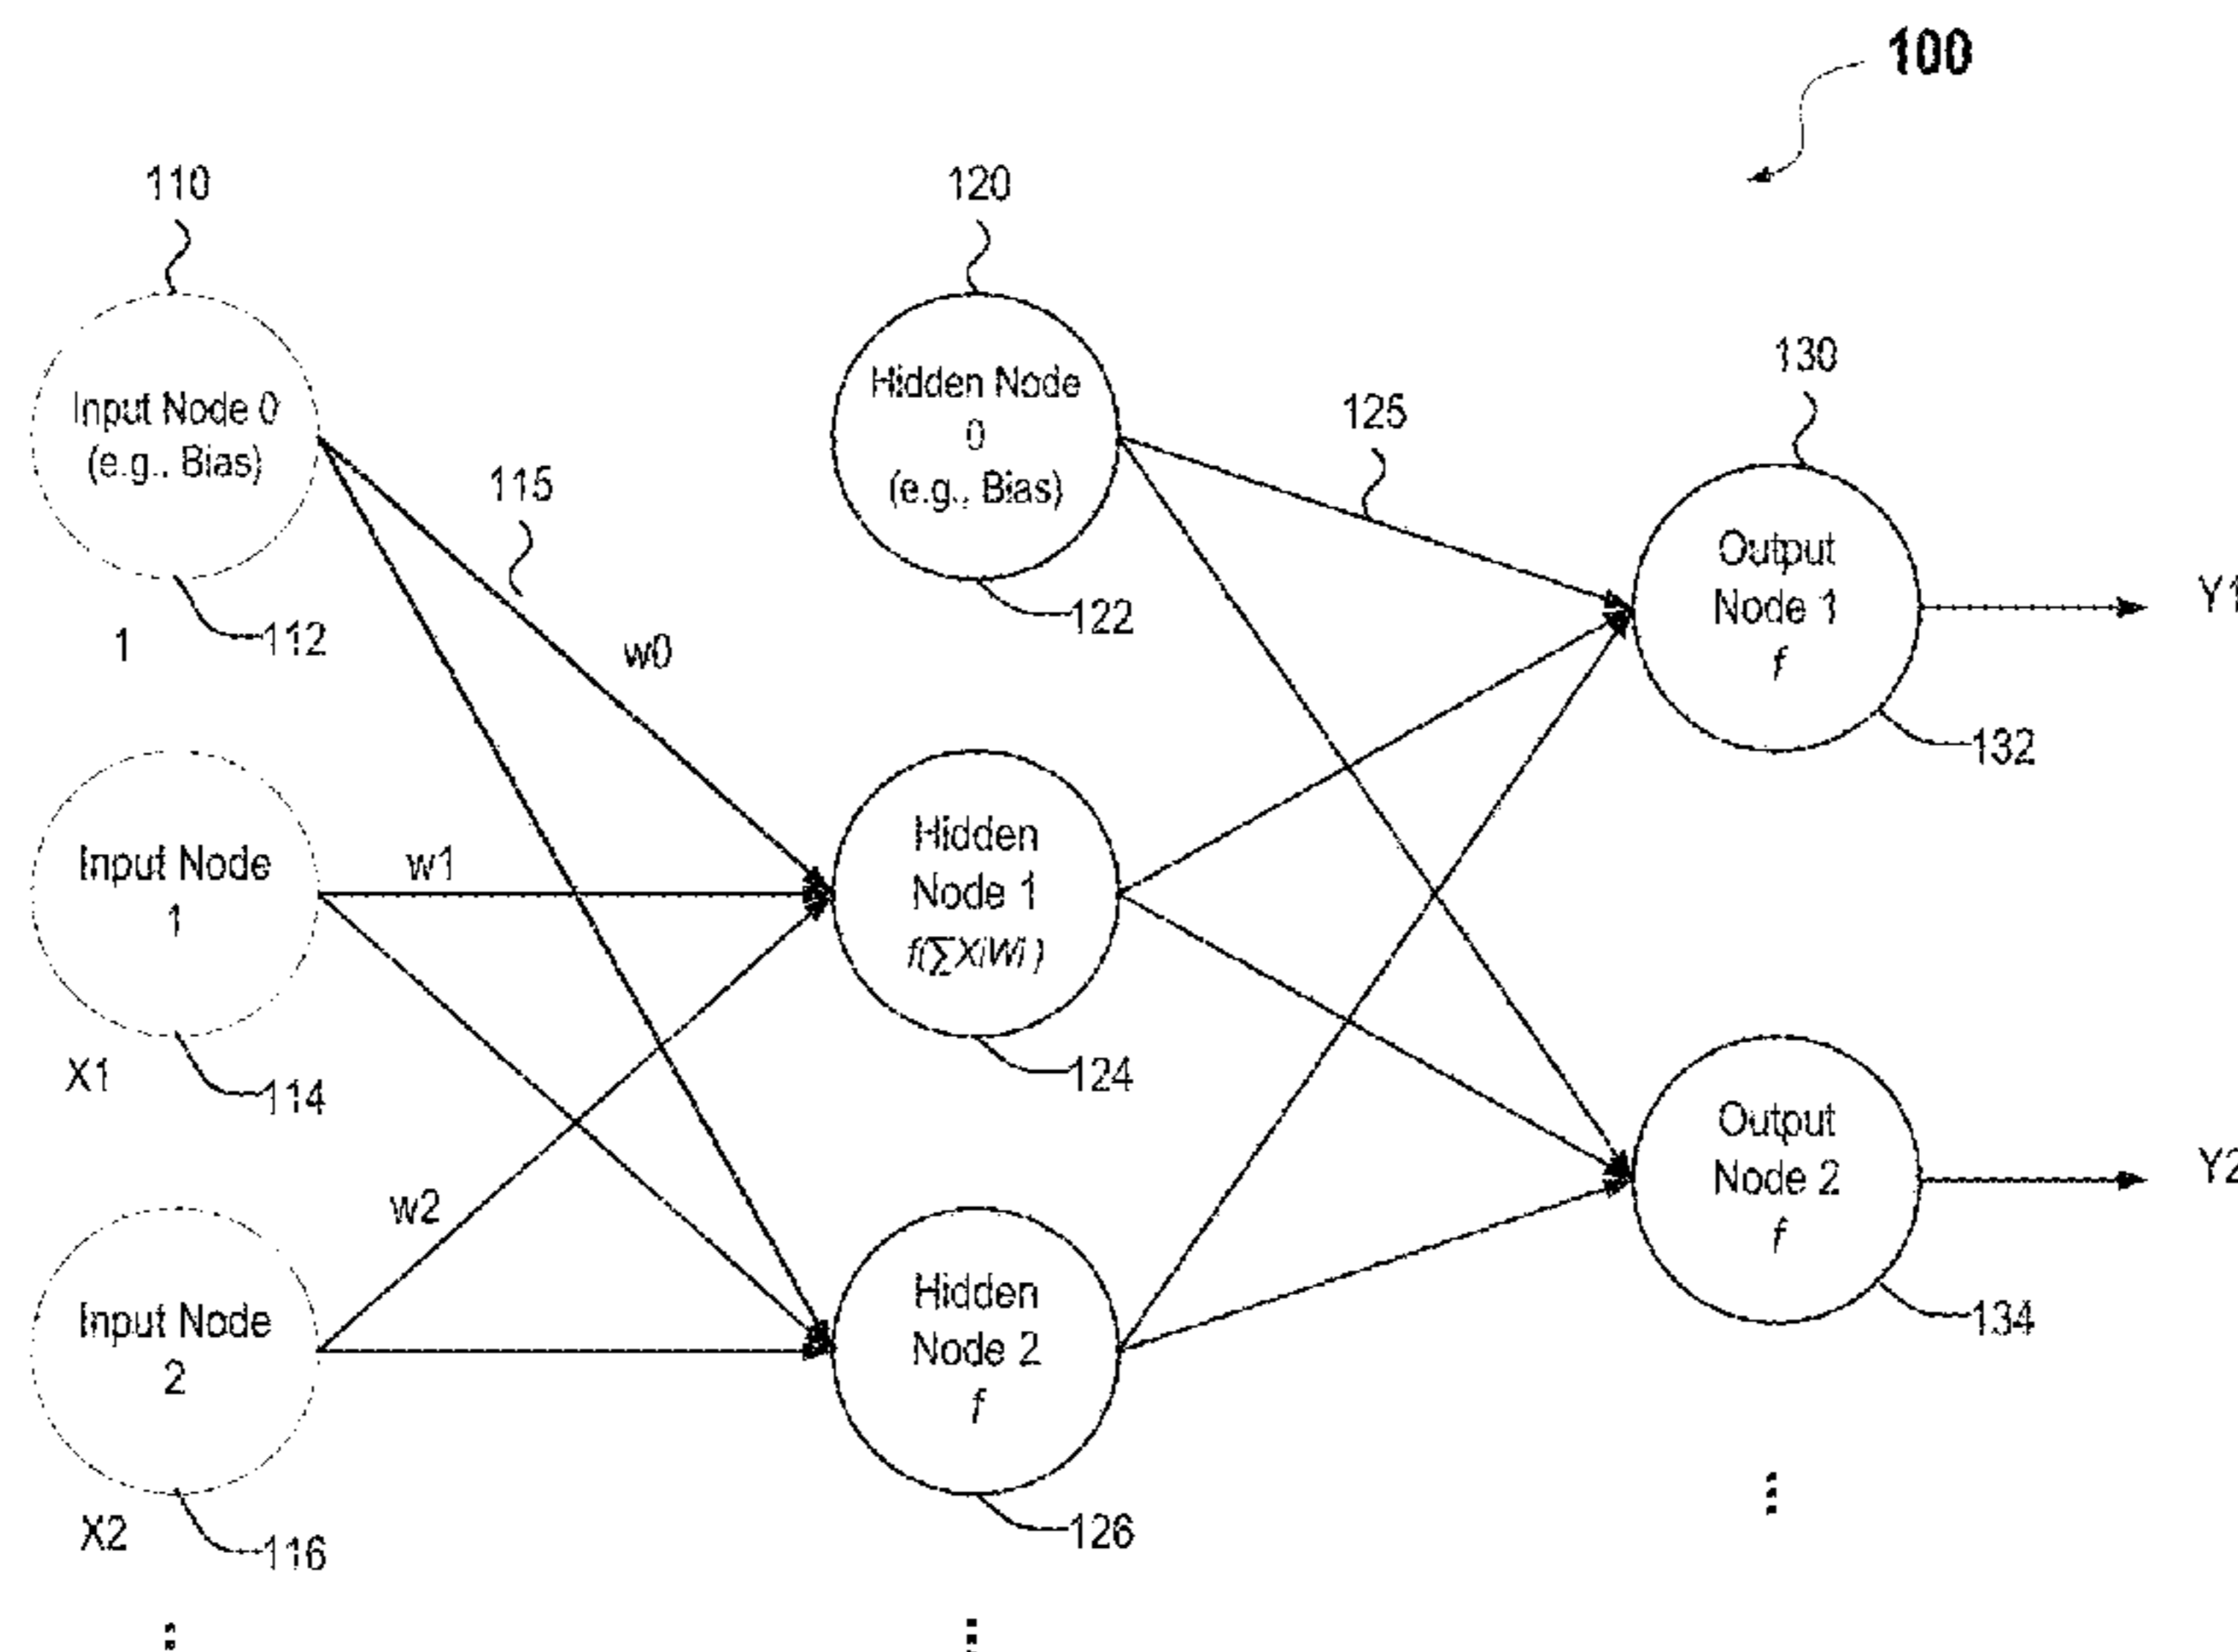 100
110
120
Input Node 0
(e.g., Bias)
115
Hidden Node
0
(e.g., Bias)
125
130
Output
Node 1
f
Y1
112
1
w0
122
132
Input Node
1
w1
Hidden
Node 1
f(∑XiWi)
X1
114
124
Output
Node 2
f
Y2
w2
Input Node
2
Hidden
Node 2
f
134
X2
116
126